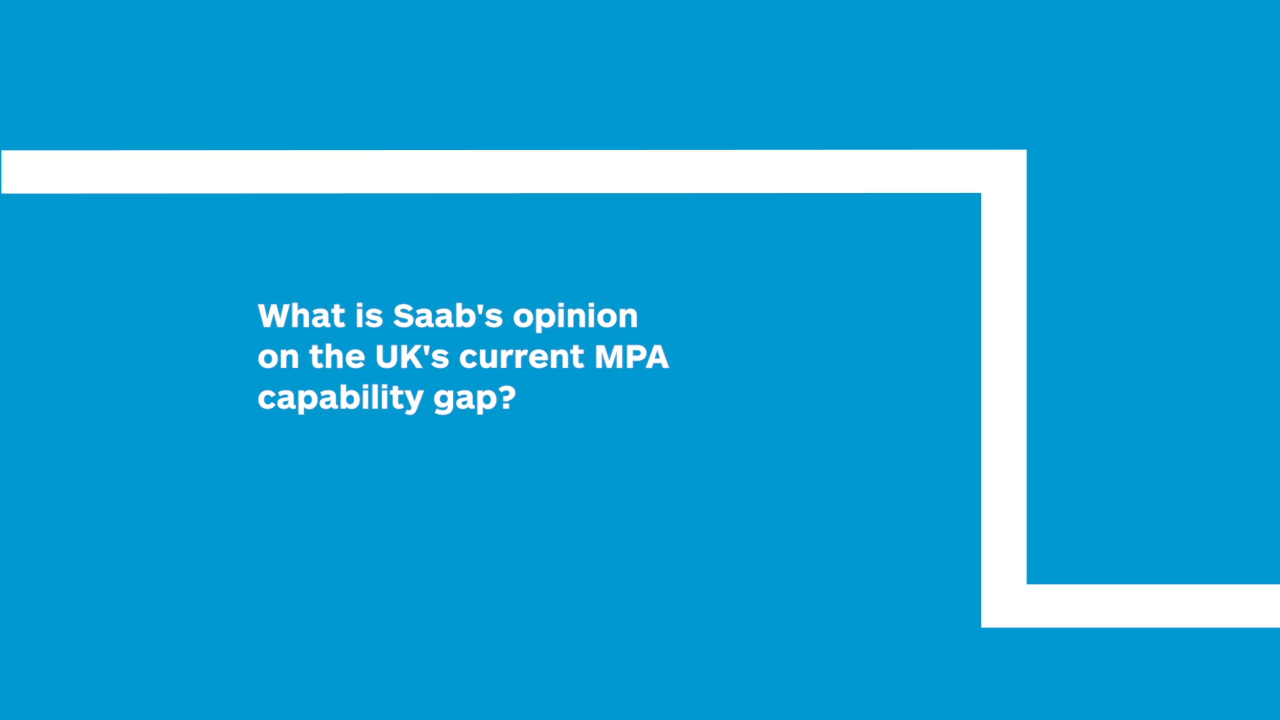 What is Saab's opinion
on the UK's current MPA
capability gap?